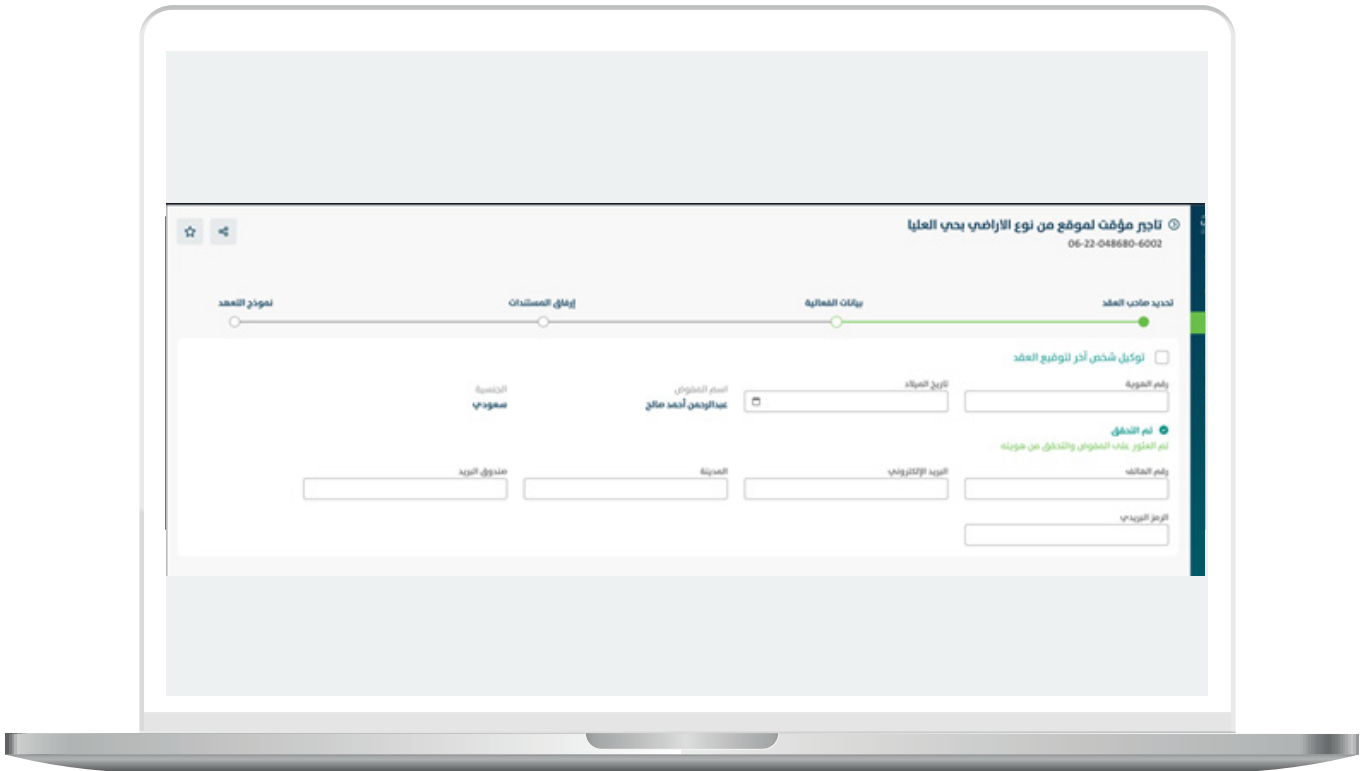 تاجير مؤقت لموقع من نوع الاراضي بحي العليا
06-22-048680-6002
تحديد صاحب العقد
بيانات الفعالية
إرفاق المستندات
نموذج التعهد
توكيل شخص آخر لتوقيع العقد
رقم الهوية
تاريخ الميلاد
اسم المفوض
الجنسية
عبدالرحمن أحمد صالح
سعودي
تم التحقق
تم العثور على المفوض والتحقق من هويته
رقم الهاتف
البريد الإلكتروني
المدينة
صندوق البريد
الرمز البريدي